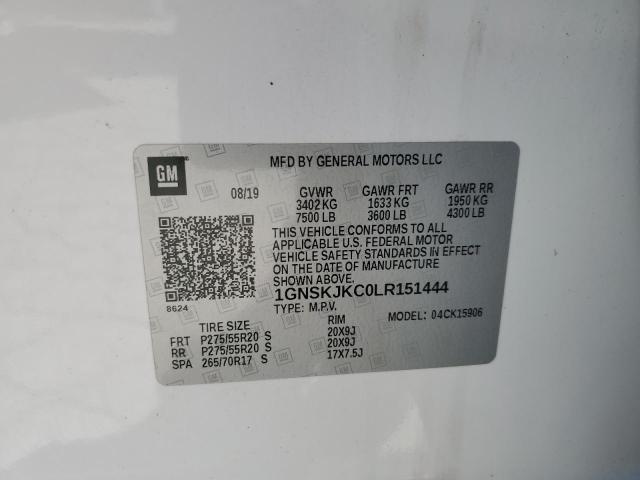 GM
MFD BY GENERAL MOTORS LLC
08/19 GVWR GAWR FRT GAWR RR
3402 KG 1633 KG 1950 KG
7500 LB 3600 LB 4300 LB
THIS VEHICLE CONFORMS TO ALL
APPLICABLE U.S. FEDERAL MOTOR
VEHICLE SAFETY STANDARDS IN EFFECT
ON THE DATE OF MANUFACTURE
SHOWN ABOVE.
8624
1GNSKJKC0LR151444
TYPE: M.P.V. MODEL: 04CK15906
TIRE SIZE RIM
FRT P275/55R20 S 20X9J
RR P275/55R20 S 20X9J
SPA 265/70R17 S 17X7.5J